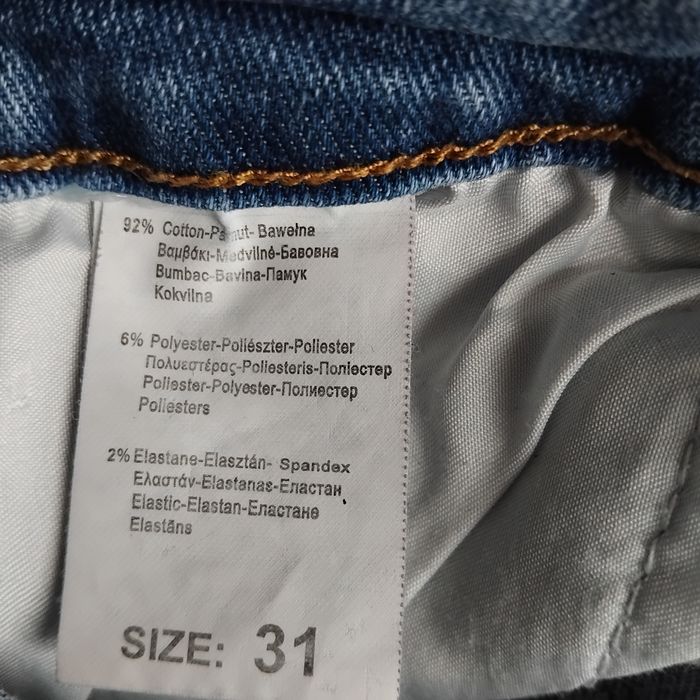 92% Cotton-Pamut- Bawełna
Βαμβάκι-Medvilnė-Бавовна
Bumbac-Bavlna-Памук
Kokvilna
6% Polyester-Poliészter-Poliester
Πολυεστέρας-Poliesteris-Поліестер
Poliester-Polyester-Полиестер
Poliesters
2% Elastane-Elasztán- Spandex
Ελαστάν-Elastanas-Еластан
Elastic-Elastan-Еластане
Elastāns
SIZE: 31